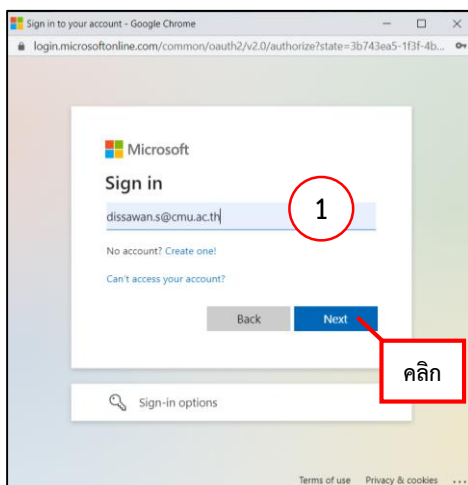 Sign in to your account - Google Chrome
login.microsoftonline.com/common/oauth2/v2.0/authorize?state=3b743ea5-1f3f-4b...
Microsoft
Sign in
dissawan.s@cmu.ac.th
1
No account? Create one!
Can't access your account?
Back
Next
คลิก
Sign-in options
Terms of use
Privacy & cookies
...